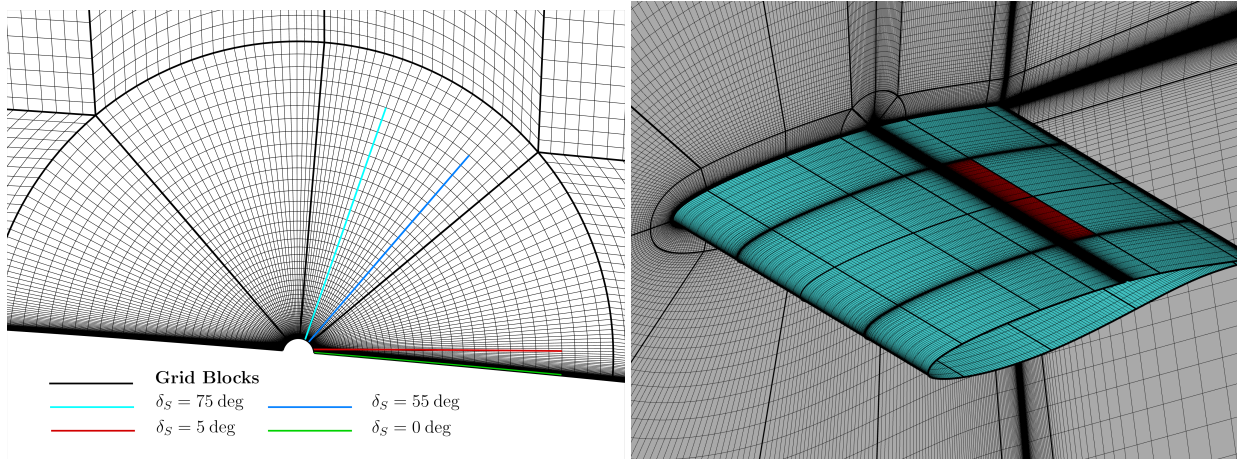 Grid Blocks
δ_S = 75 deg δ_S = 55 deg
δ_S = 5 deg δ_S = 0 deg